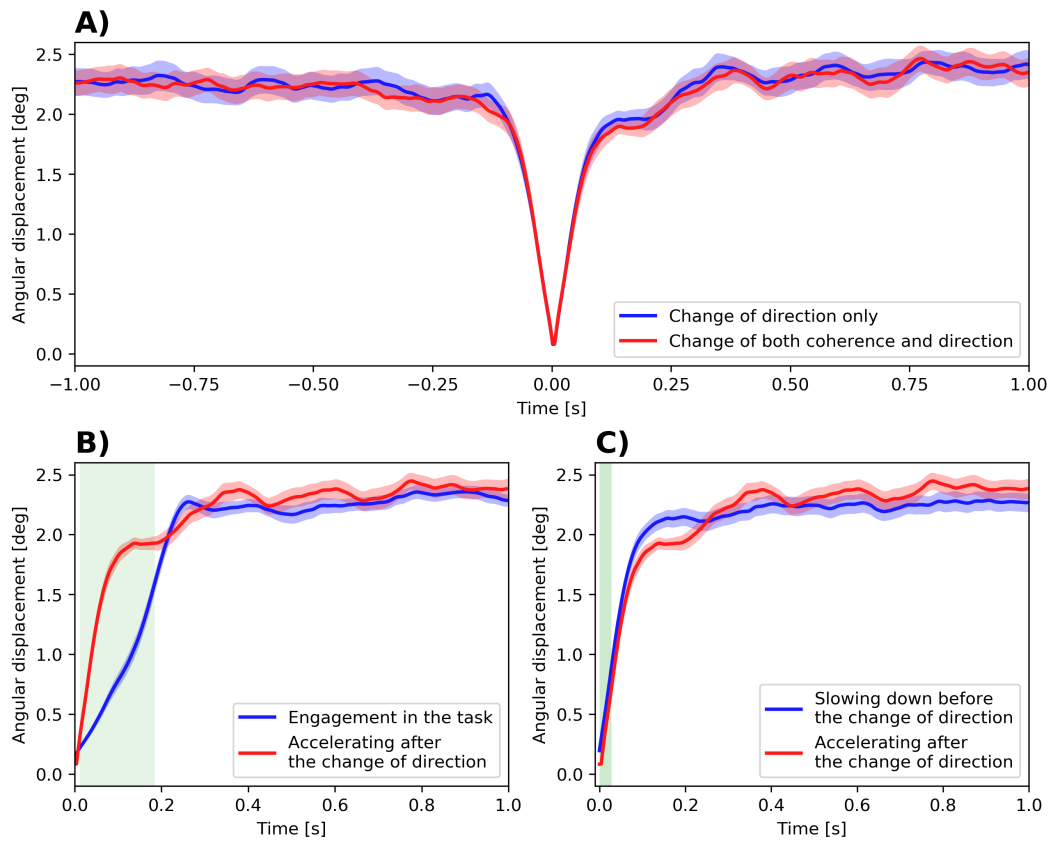 A)
Angular displacement [deg]
2.5
2.0
1.5
1.0
0.5
0.0
Change of direction only
Change of both coherence and direction
−1.00 −0.75 −0.50 −0.25 0.00 0.25 0.50 0.75 1.00
Time [s]
B)
Angular displacement [deg]
2.5
2.0
1.5
1.0
0.5
0.0
Engagement in the task
Accelerating after
the change of direction
0.0 0.2 0.4 0.6 0.8 1.0
Time [s]
C)
Angular displacement [deg]
2.5
2.0
1.5
1.0
0.5
0.0
Slowing down before
the change of direction
Accelerating after
the change of direction
0.0 0.2 0.4 0.6 0.8 1.0
Time [s]